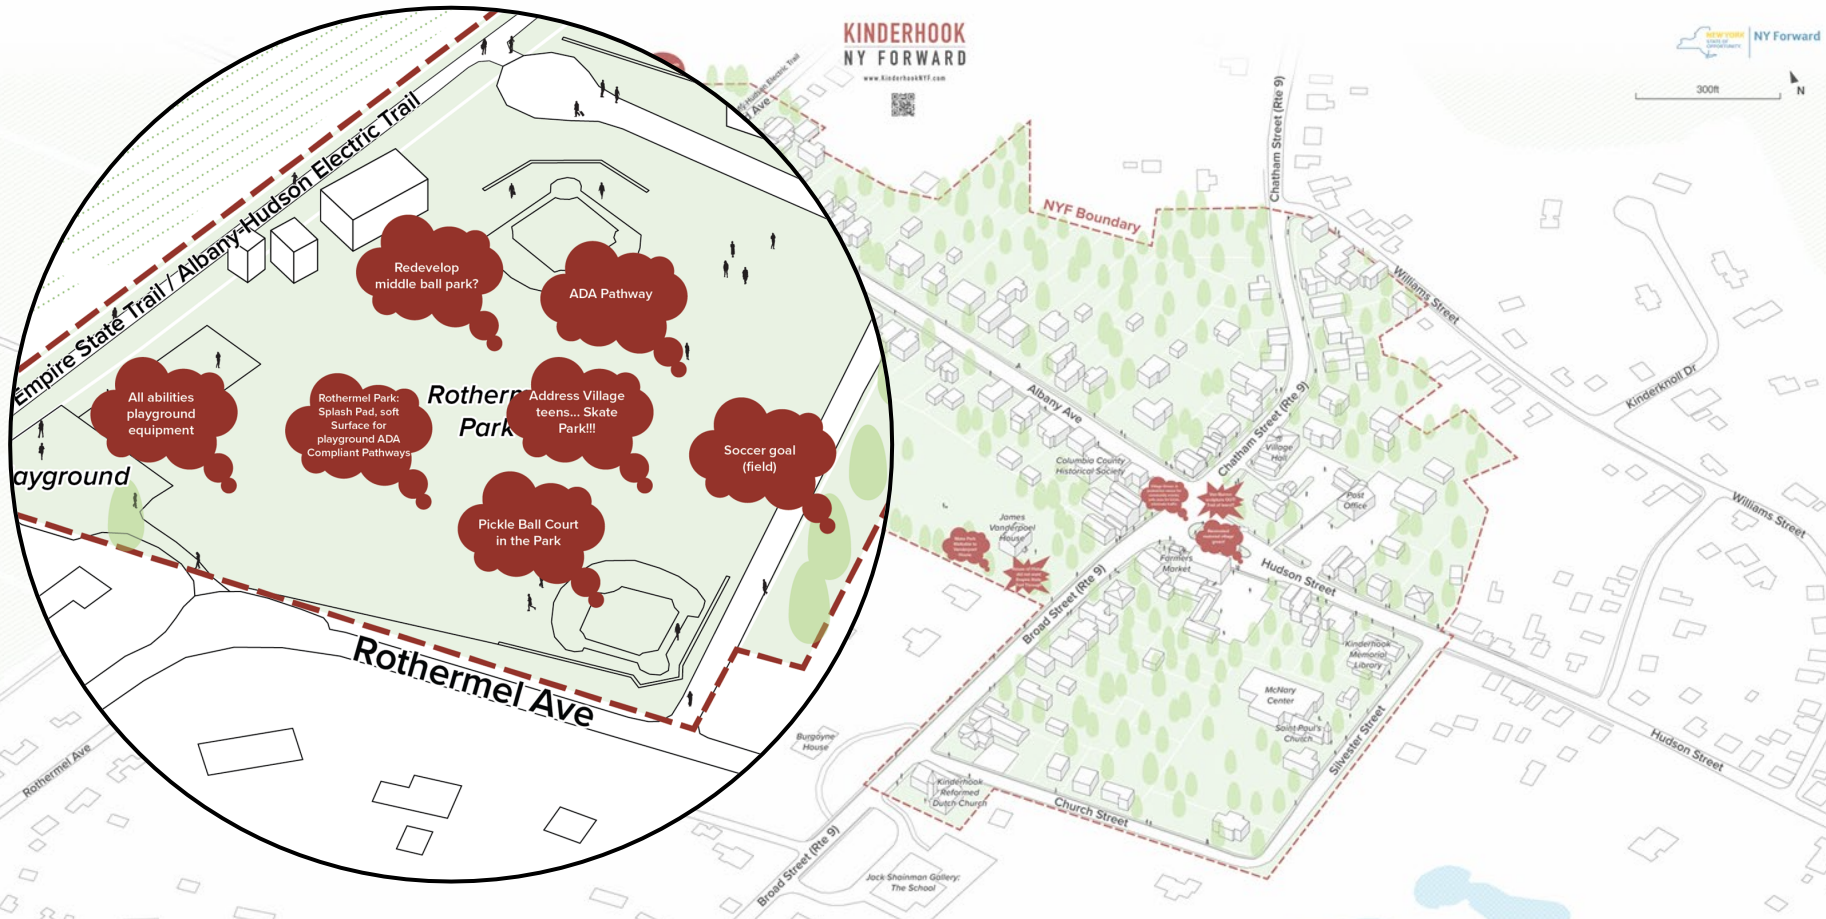 KINDERHOOK
NY FORWARD
www.KinderhookNYF.com
NEW YORK
STATE OF
OPPORTUNITY
NY Forward
300ft
N
Empire State Trail / Albany-Hudson Electric Trail
Redevelop
middle ball park?
ADA Pathway
All abilities
playground
equipment
Rothermel Park:
Splash Pad, soft
Surface for
playground ADA
Compliant Pathways
Rotherm
Park
Address Village
teens... Skate
Park!!!
Soccer goal
(field)
Pickle Ball Court
in the Park
ayground
Rothermel Ave
Rothermel Ave
NYF Boundary
Chatham Street (Rte 9)
Williams Street
Kinderknoll Dr
Williams Street
Albany Ave
Chatham Street (Rte 9)
Village
Hall
Columbia County
Historical Society
Post
Office
James
Vanderpoel
House
Farmers
Market
Hudson Street
Broad Street (Rte 9)
Kinderhook
Memorial
Library
McNary
Center
Saint Paul's
Church
Silvester Street
Hudson Street
Burgoyne
House
Kinderhook
Reformed
Dutch Church
Church Street
Broad Street (Rte 9)
Jack Shainman Gallery:
The School